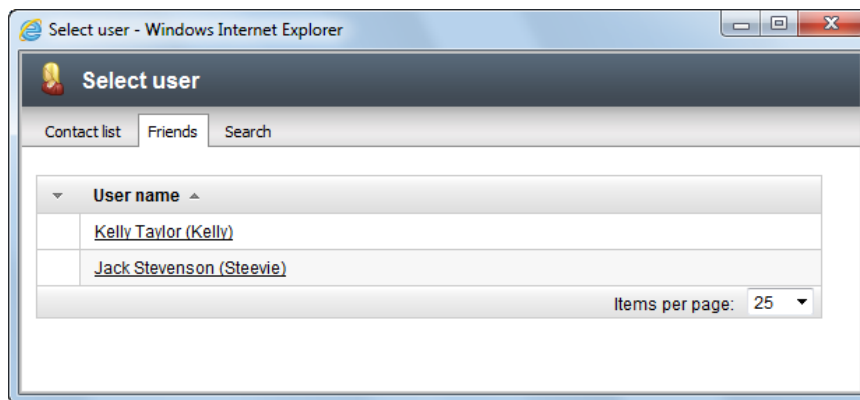 Select user - Windows Internet Explorer
Select user
Contact list Friends Search
User name
Kelly Taylor (Kelly)
Jack Stevenson (Steevie)
Items per page: 25